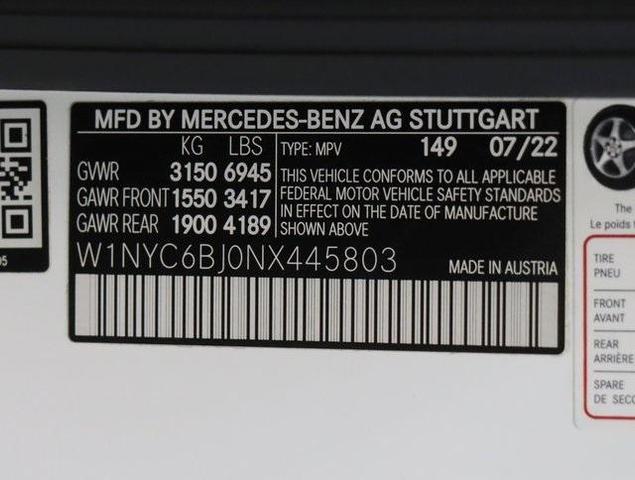 MFD BY MERCEDES-BENZ AG STUTTGART
KG LBS
GVWR 3150 6945
GAWR FRONT 1550 3417
GAWR REAR 1900 4189
TYPE: MPV 149 07/22
THIS VEHICLE CONFORMS TO ALL APPLICABLE
FEDERAL MOTOR VEHICLE SAFETY STANDARDS
IN EFFECT ON THE DATE OF MANUFACTURE
SHOWN ABOVE
W1NYC6BJ0NX445803
MADE IN AUSTRIA
05
The
Le poids
TIRE
PNEU
FRONT
AVANT
REAR
ARRIÈRE
SPARE
DE SECO